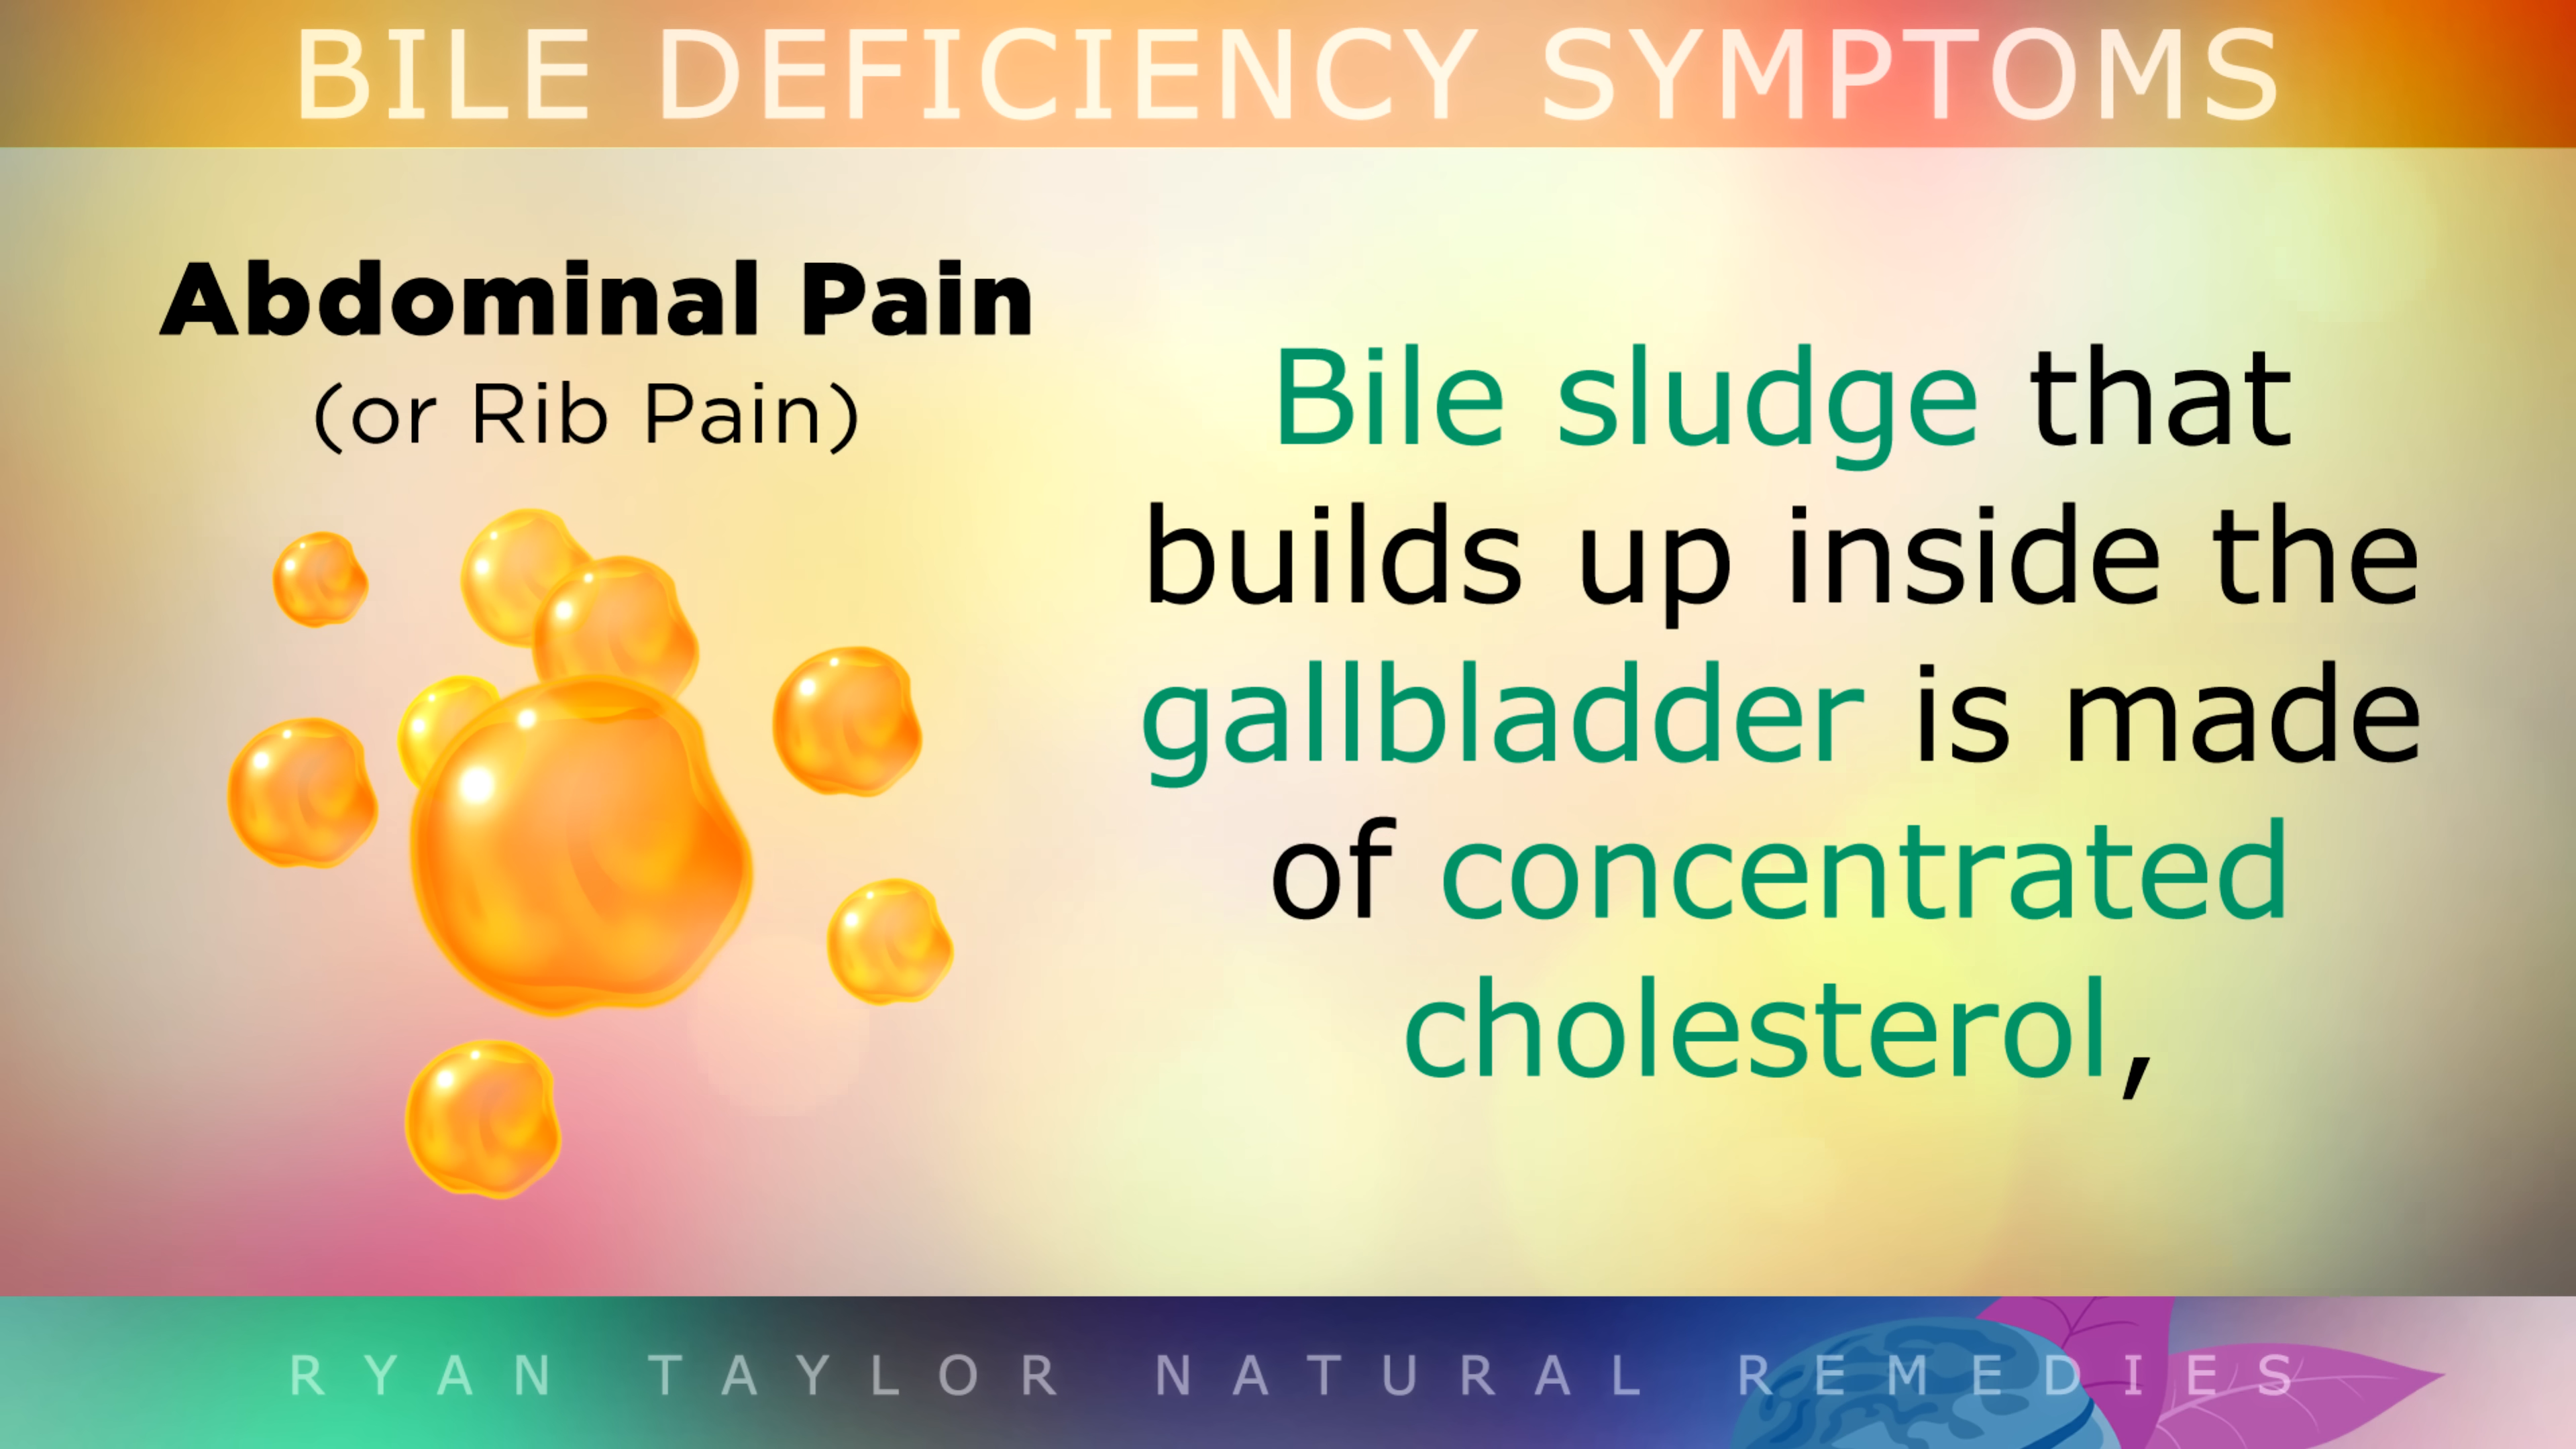 BILE DEFICIENCY SYMPTOMS
Abdominal Pain
(or Rib Pain)
Bile sludge that
builds up inside the
gallbladder is made
of concentrated
cholesterol,
RYAN TAYLOR NATURAL REMEDIES